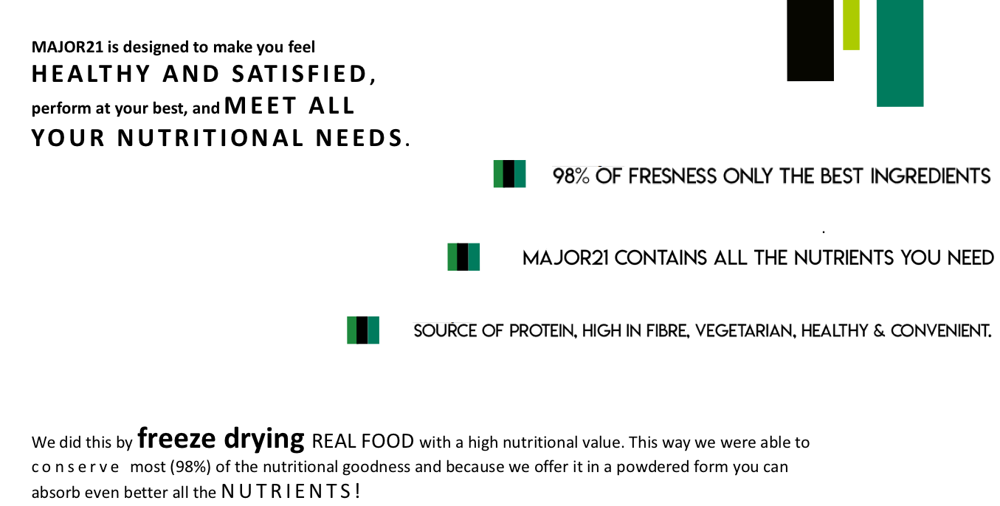 MAJOR21 is designed to make you feel
HEALTHY AND SATISFIED,
perform at your best, and MEET ALL
YOUR NUTRITIONAL NEEDS.
98% OF FRESNESS ONLY THE BEST INGREDIENTS
.
MAJOR21 CONTAINS ALL THE NUTRIENTS YOU NEED
SOURCE OF PROTEIN, HIGH IN FIBRE, VEGETARIAN, HEALTHY & CONVENIENT.
We did this by freeze drying REAL FOOD with a high nutritional value. This way we were able to
conserve most (98%) of the nutritional goodness and because we offer it in a powdered form you can
absorb even better all the NUTRIENTS!